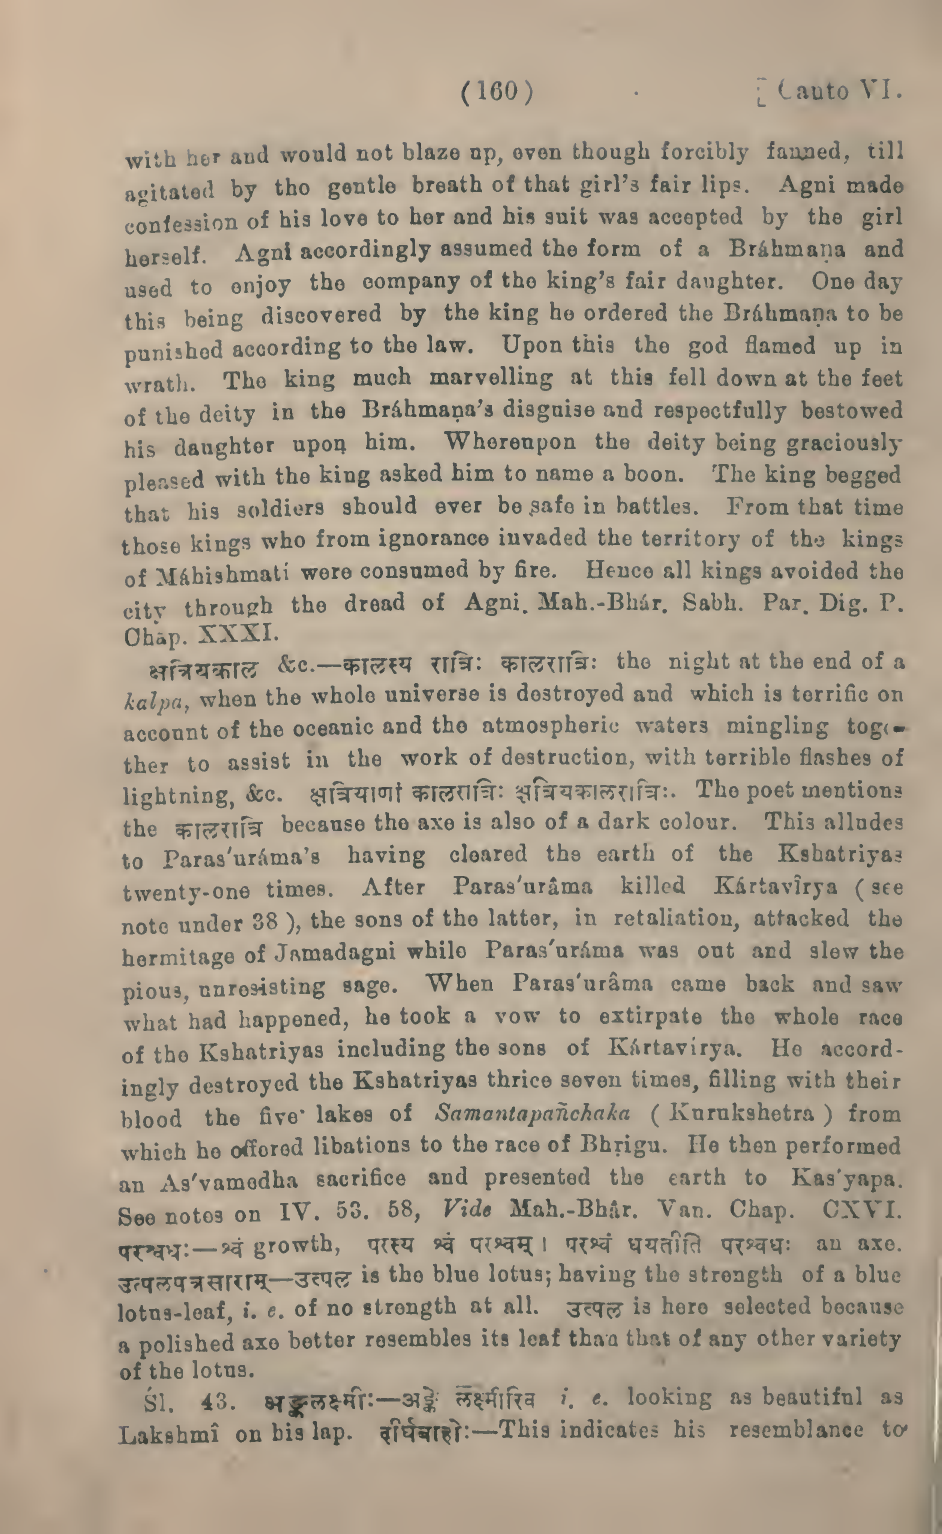 (160) [ Canto VI.
with her and would not blaze up, even though forcibly fanned, till
agitated by the gentle breath of that girl's fair lips. Agni made
confession of his love to her and his suit was accepted by the girl
herself. Agni accordingly assumed the form of a Bráhmaṇa and
used to enjoy the company of the king's fair daughter. One day
this being discovered by the king he ordered the Bráhmaṇa to be
punished according to the law. Upon this the god flamed up in
wrath. The king much marvelling at this fell down at the feet
of the deity in the Bráhmaṇa's disguise and respectfully bestowed
his daughter upon him. Whereupon the deity being graciously
pleased with the king asked him to name a boon. The king begged
that his soldiers should ever be safe in battles. From that time
those kings who from ignorance invaded the territory of the kings
of Máhishmatí were consumed by fire. Hence all kings avoided the
city through the dread of Agni. Mah.-Bhár. Sabh. Par. Dig. P.
Chap. XXXI.
क्षत्रियकाल &c.—कालस्य रात्रिः कालरात्रिः the night at the end of a
kalpa, when the whole universe is destroyed and which is terrific on
account of the oceanic and the atmospheric waters mingling toge-
ther to assist in the work of destruction, with terrible flashes of
lightning, &c. क्षत्रियाणां कालरात्रिः क्षत्रियकालरात्रिः. The poet mentions
the कालरात्रि because the axe is also of a dark colour. This alludes
to Paras'uráma's having cleared the earth of the Kshatriyas
twenty-one times. After Paras'urâma killed Kártavîrya ( see
note under 38 ), the sons of the latter, in retaliation, attacked the
hermitage of Jamadagni while Paras'uráma was out and slew the
pious, unresisting sage. When Paras'urâma came back and saw
what had happened, he took a vow to extirpate the whole race
of the Kshatriyas including the sons of Kártavírya. He accord-
ingly destroyed the Kshatriyas thrice seven times, filling with their
blood the five lakes of Samantapañchaka ( Kurukshetra ) from
which he offered libations to the race of Bhṛigu. He then performed
an As'vamedha sacrifice and presented the earth to Kas'yapa.
See notes on IV. 53. 58, Vide Mah.-Bhâr. Van. Chap. CXVI.
परश्वधः—श्वं growth, परस्य श्वं परश्वम् । परश्वं धयतीति परश्वधः an axe.
उत्पलपत्रसाराम्—उत्पल is the blue lotus; having the strength of a blue
lotus-leaf, i. e. of no strength at all. उत्पल is here selected because
a polished axe better resembles its leaf than that of any other variety
of the lotus.
Śl. 43. अङ्कलक्ष्मीः—अङ्के लक्ष्मीरिव i. e. looking as beautiful as
Lakshmî on his lap. दीर्घबाहोः—This indicates his resemblance to